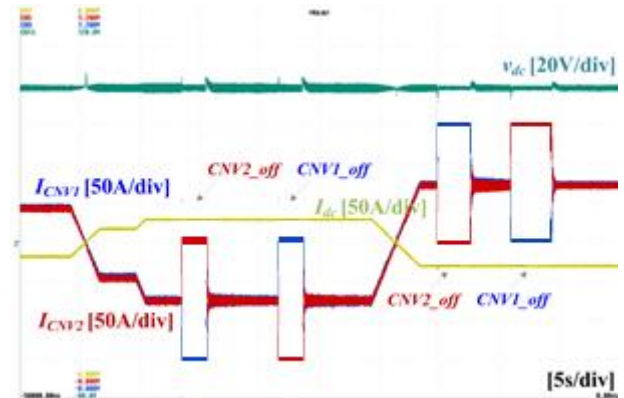 v_dc [20V/div]
CNV2_off
CNV1_off
I_CNV1 [50A/div]
I_dc [50A/div]
I_CNV2 [50A/div]
CNV2_off
CNV1_off
[5s/div]